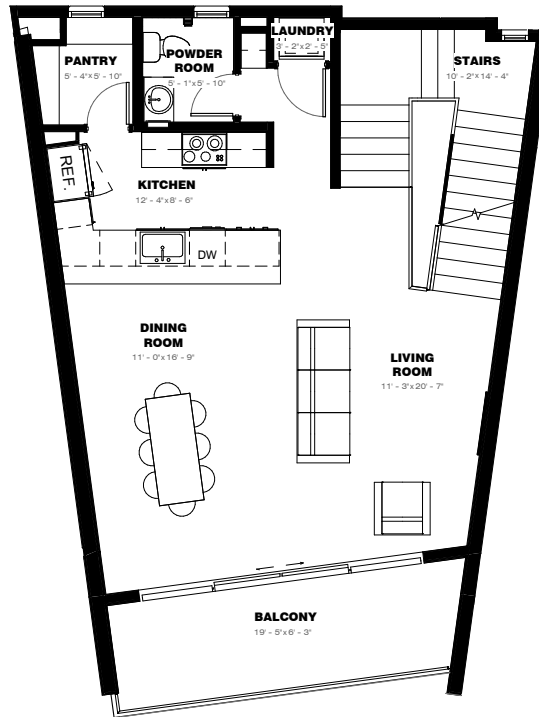 LAUNDRY
3' - 2"x2' - 5"
PANTRY
5' - 4"x5' - 10"
POWDER
ROOM
5' - 1"x5' - 10"
STAIRS
10' - 2"x14' - 4"
REF.
KITCHEN
12' - 4"x8' - 6"
DW
DINING
ROOM
11' - 0"x16' - 9"
LIVING
ROOM
11' - 3"x20' - 7"
BALCONY
19' - 5"x6' - 3"